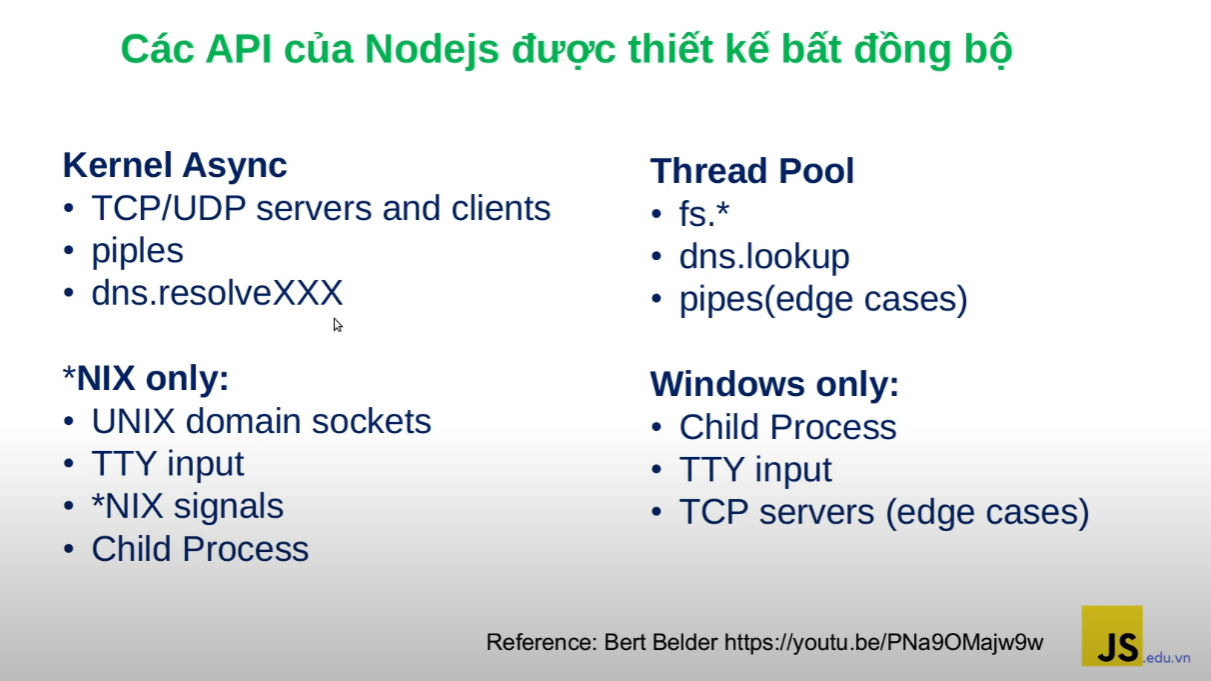 Các API của Nodejs được thiết kế bất đồng bộ
Kernel Async
• TCP/UDP servers and clients
• piples
• dns.resolveXXX
*NIX only:
• UNIX domain sockets
• TTY input
• *NIX signals
• Child Process
Thread Pool
• fs.*
• dns.lookup
• pipes(edge cases)
Windows only:
• Child Process
• TTY input
• TCP servers (edge cases)
Reference: Bert Belder https://youtu.be/PNa9OMajw9w
JS.edu.vn